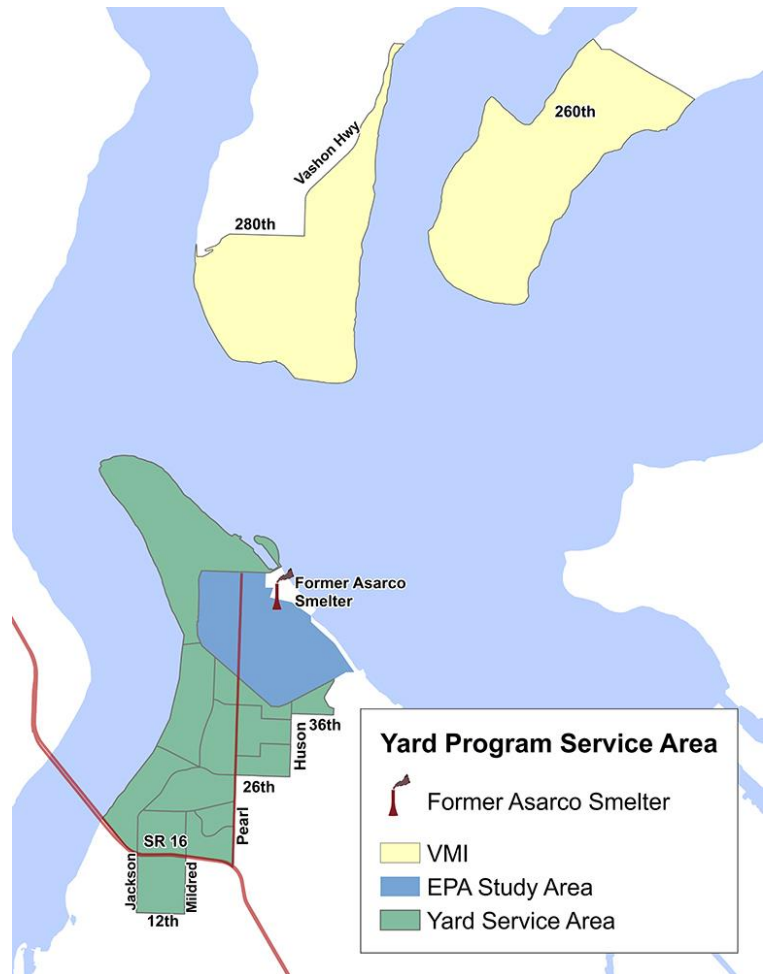 260th
Vashon Hwy
280th
Former Asarco
Smelter
36th
Huson
26th
Pearl
SR 16
Jackson
Mildred
12th
Yard Program Service Area
Former Asarco Smelter
VMI
EPA Study Area
Yard Service Area